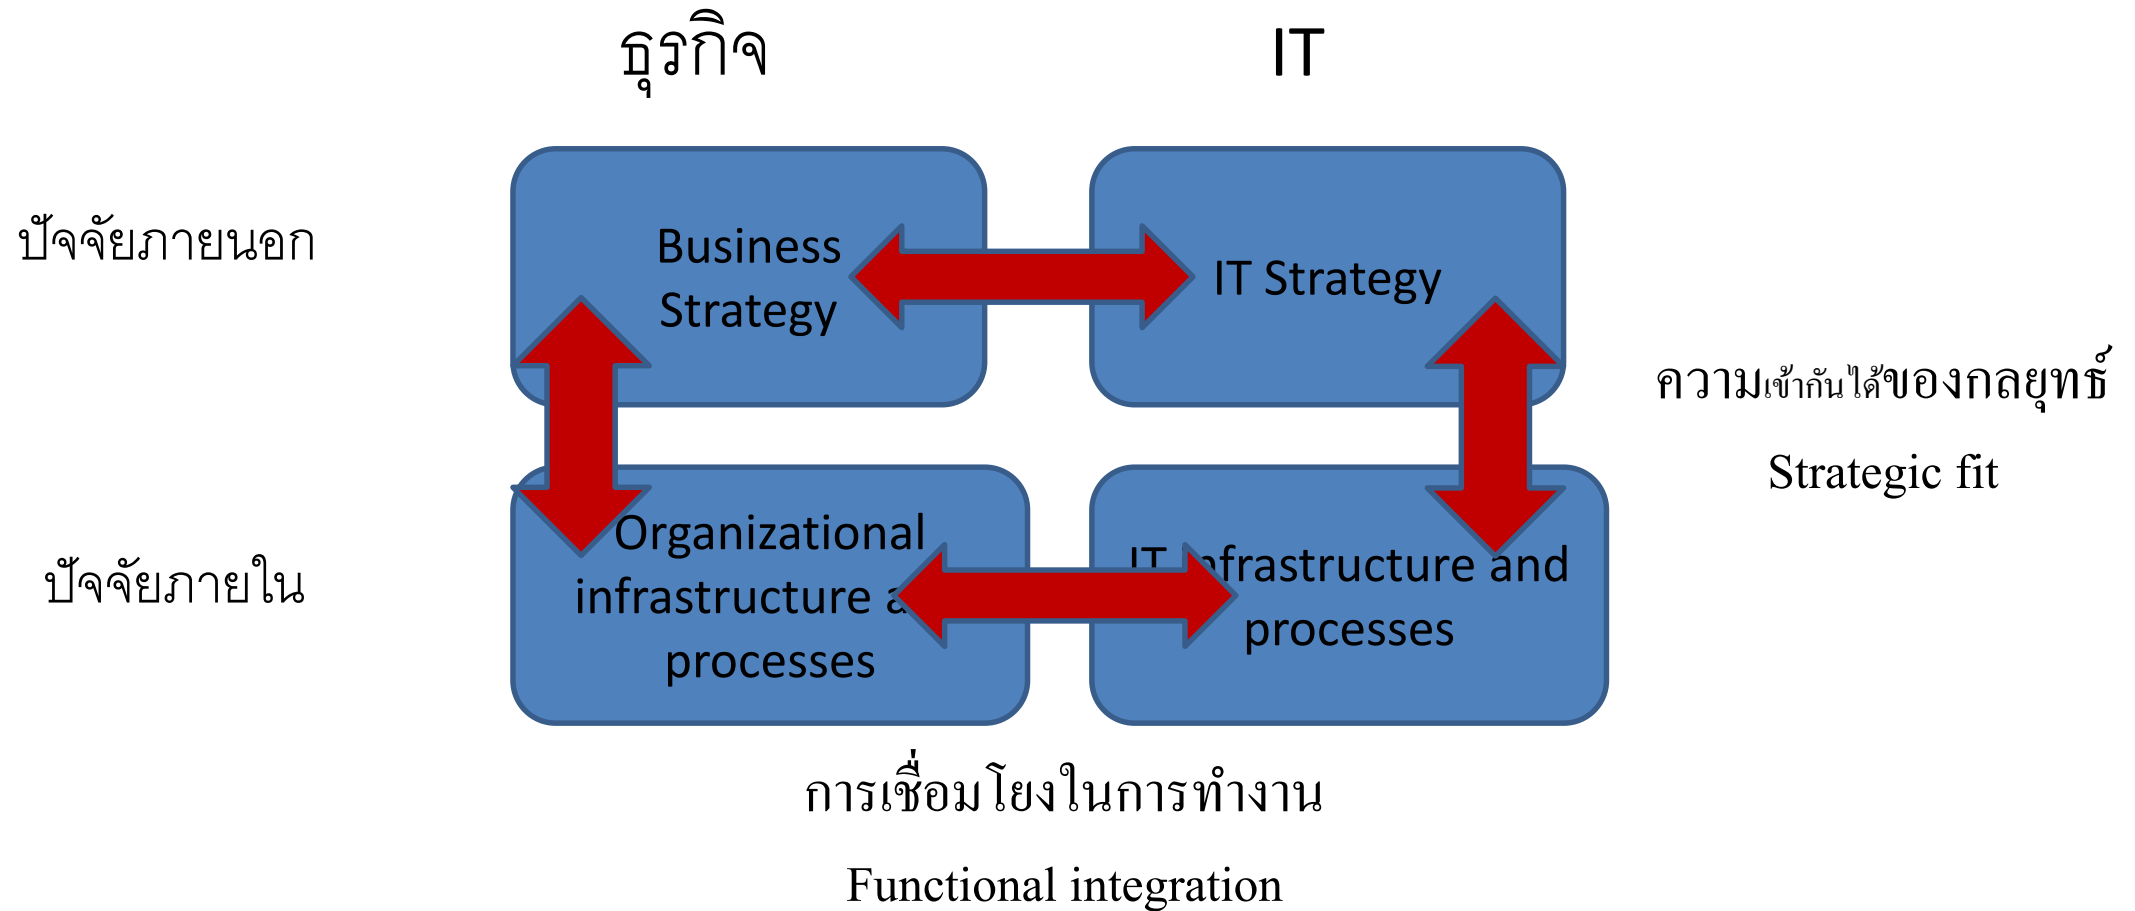 ธุรกิจ
IT
ปัจจัยภายนอก
Business
Strategy
IT Strategy
ความเข้ากันได้ของกลยุทธ์
Strategic fit
ปัจจัยภายใน
Organizational
infrastructure
processes
IT infrastructure and
processes
การเชื่อมโยงในการทำงาน
Functional integration